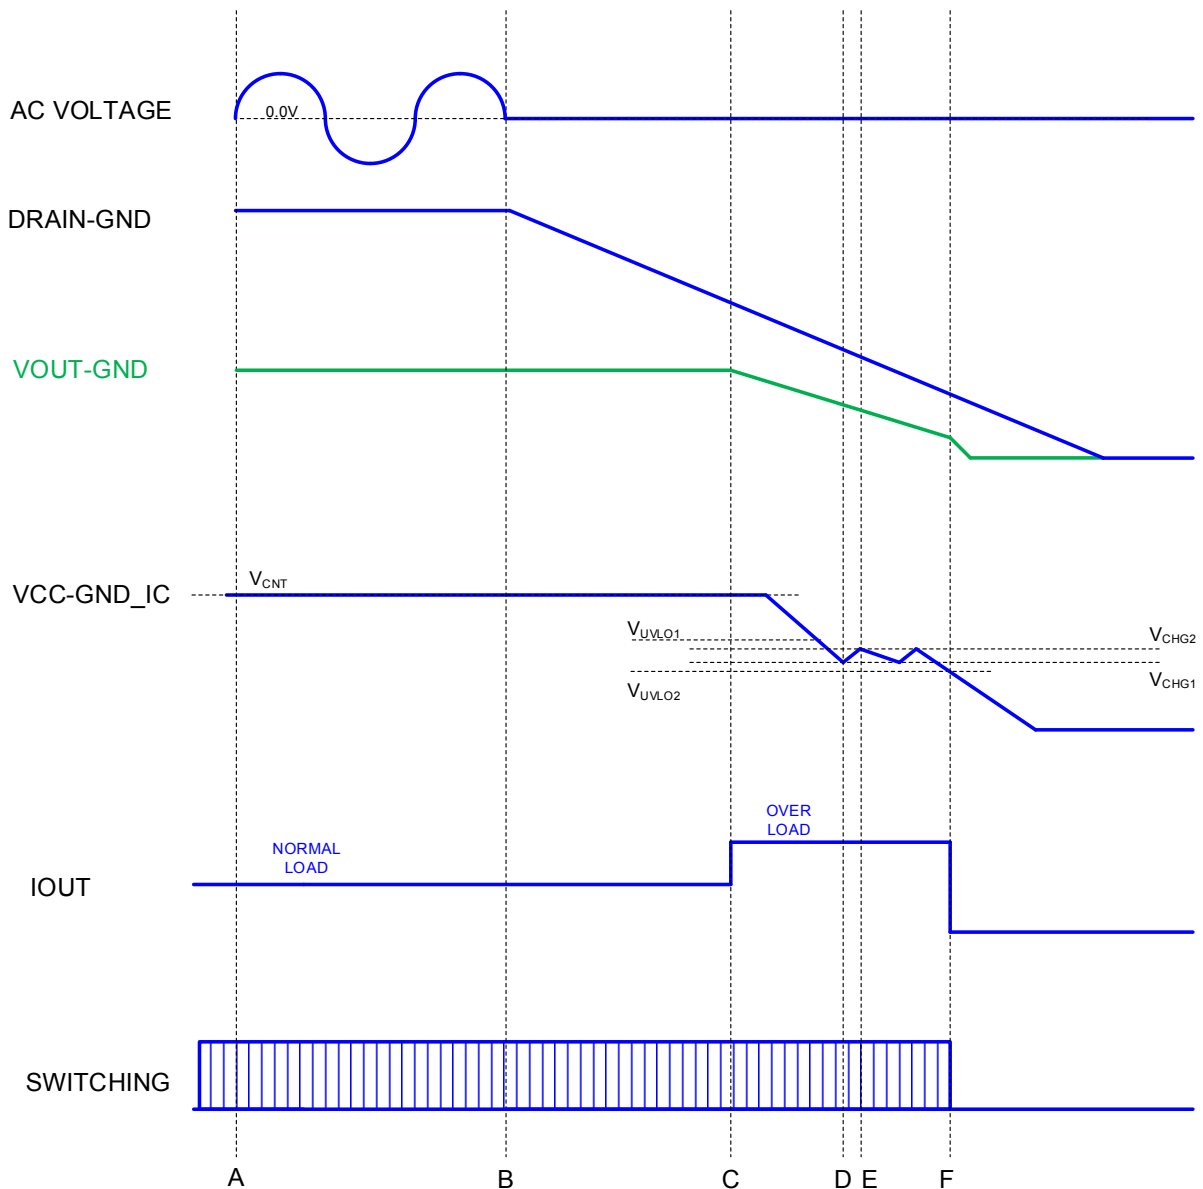 AC VOLTAGE
0.0V
DRAIN-GND
VOUT-GND
VCC-GND_IC
VCNT
VUVLO1
VCHG2
VUVLO2
VCHG1
OVER
LOAD
NORMAL
LOAD
IOUT
SWITCHING
A B C D E F